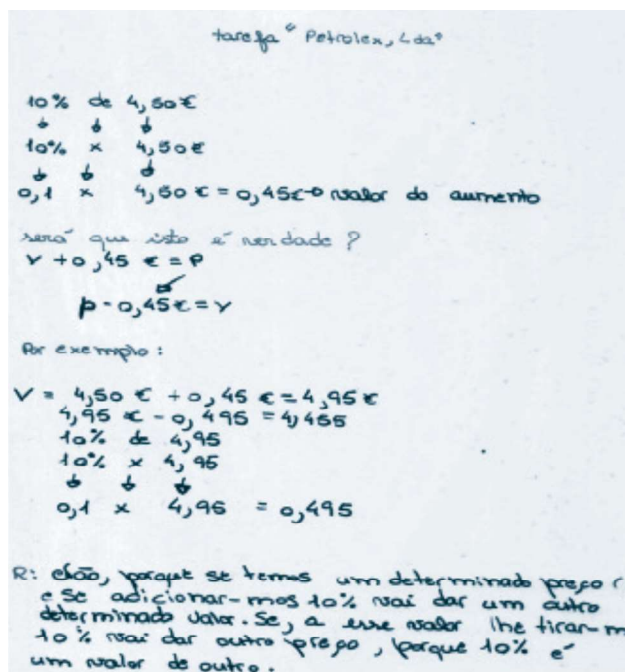 tarefa "Petrolex, Lda"
10% de 4,50€
10% x 4,50€
0,1 x 4,50€ = 0,45€ → valor do aumento
será que isto é verdade?
V + 0,45 € = P
p - 0,45€ = V
Por exemplo:
V = 4,50 € + 0,45 € = 4,95€
4,95 € - 0,495 = 4,455
10% de 4,95
10% x 4,95
0,1 x 4,95 = 0,495
R: Não, porque se temos um determinado preço
e se adicionar-mos 10% vai dar um outro
determinado valor. Se, a esse valor lhe tirar-m
10% vai dar outro preço, porque 10% é
um valor de outro.